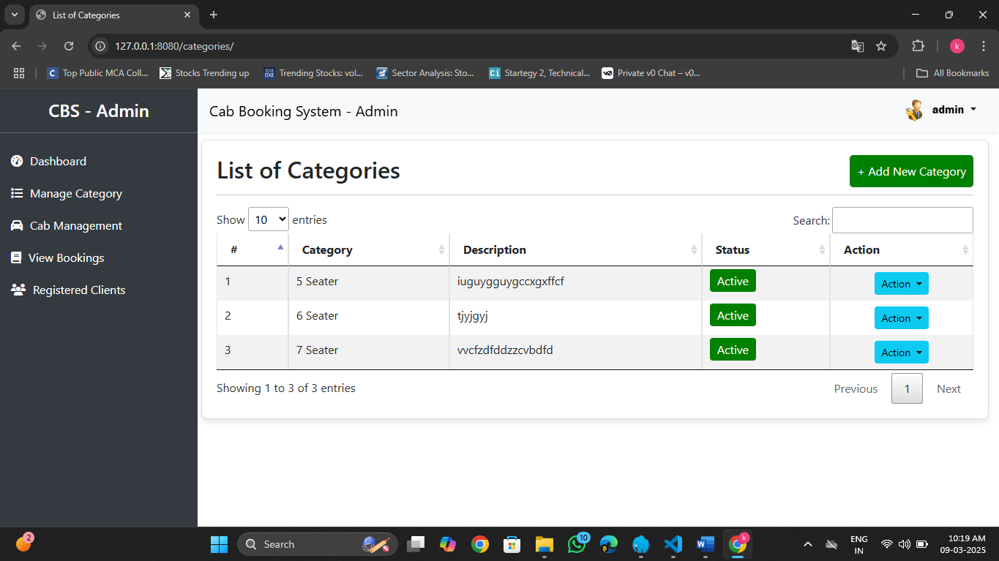 List of Categories
127.0.0.1:8080/categories/
k
Top Public MCA Coll...
Stocks Trending up
Trending Stocks: vol...
Sector Analysis: Sto...
Startegy 2, Technical...
Private v0 Chat – v0...
All Bookmarks
CBS - Admin
Cab Booking System - Admin
admin
Dashboard
Manage Category
Cab Management
View Bookings
Registered Clients
List of Categories
+ Add New Category
Show 10 entries
Search:
# Category Description Status Action
1 5 Seater iuguygguygccxgxffcf Active Action
2 6 Seater tjyjgyj Active Action
3 7 Seater vvcfzdfddzzcvbdfd Active Action
Showing 1 to 3 of 3 entries
Previous 1 Next
2
Search
10
k
ENG
IN
10:19 AM
09-03-2025